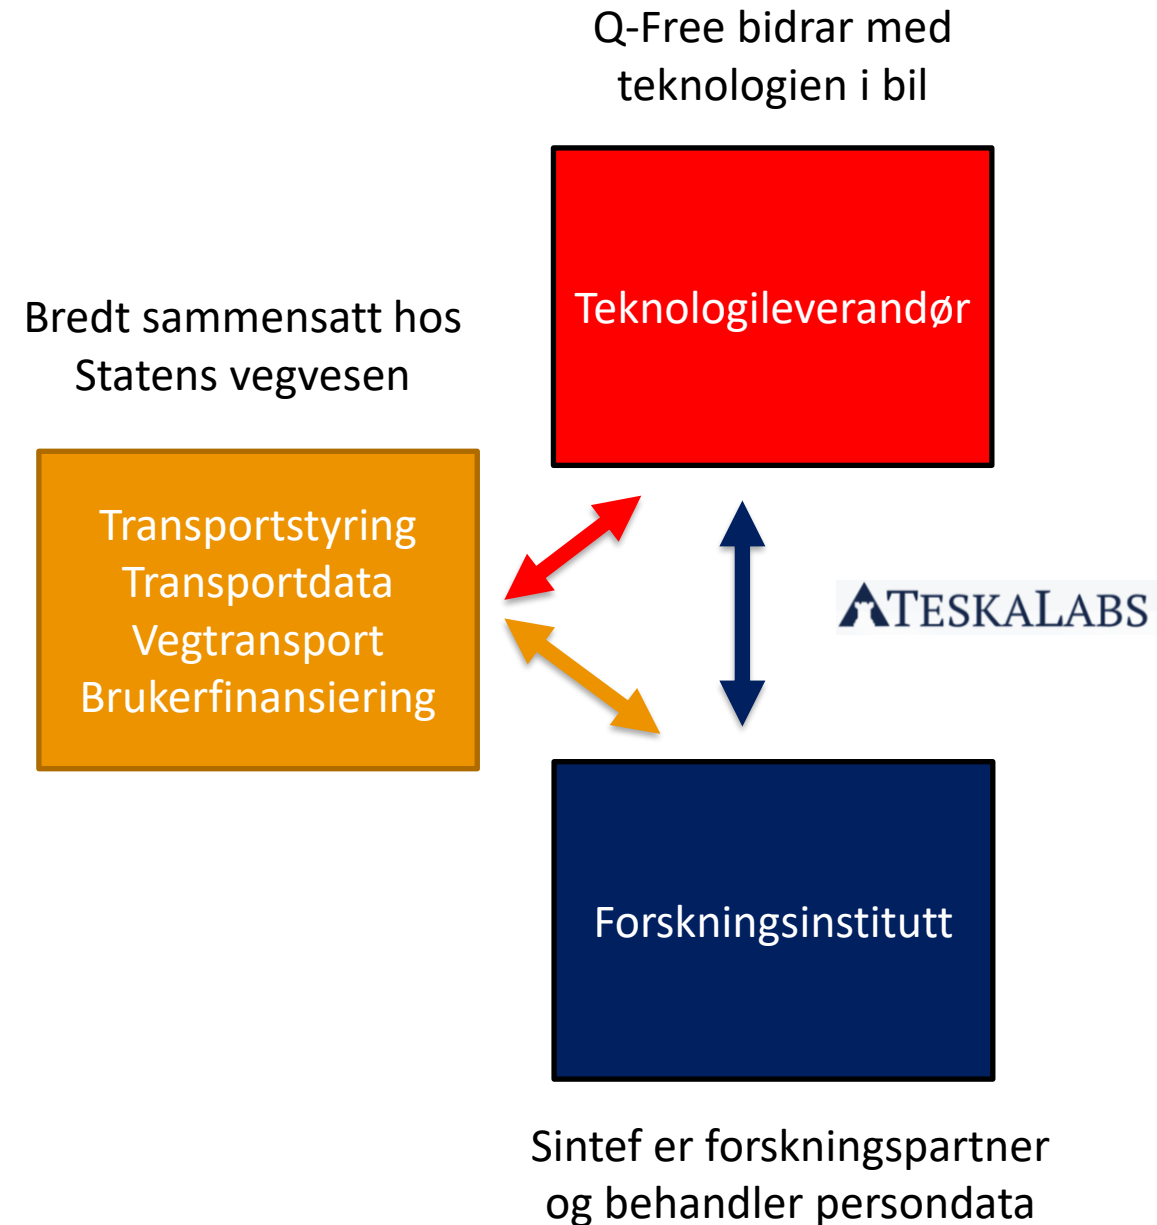 Q-Free bidrar med
teknologien i bil
Teknologileverandør
Bredt sammensatt hos
Statens vegvesen
Transportstyring
Transportdata
Vegtransport
Brukerfinansiering
TESKALABS
Forskningsinstitutt
Sintef er forskningspartner
og behandler persondata